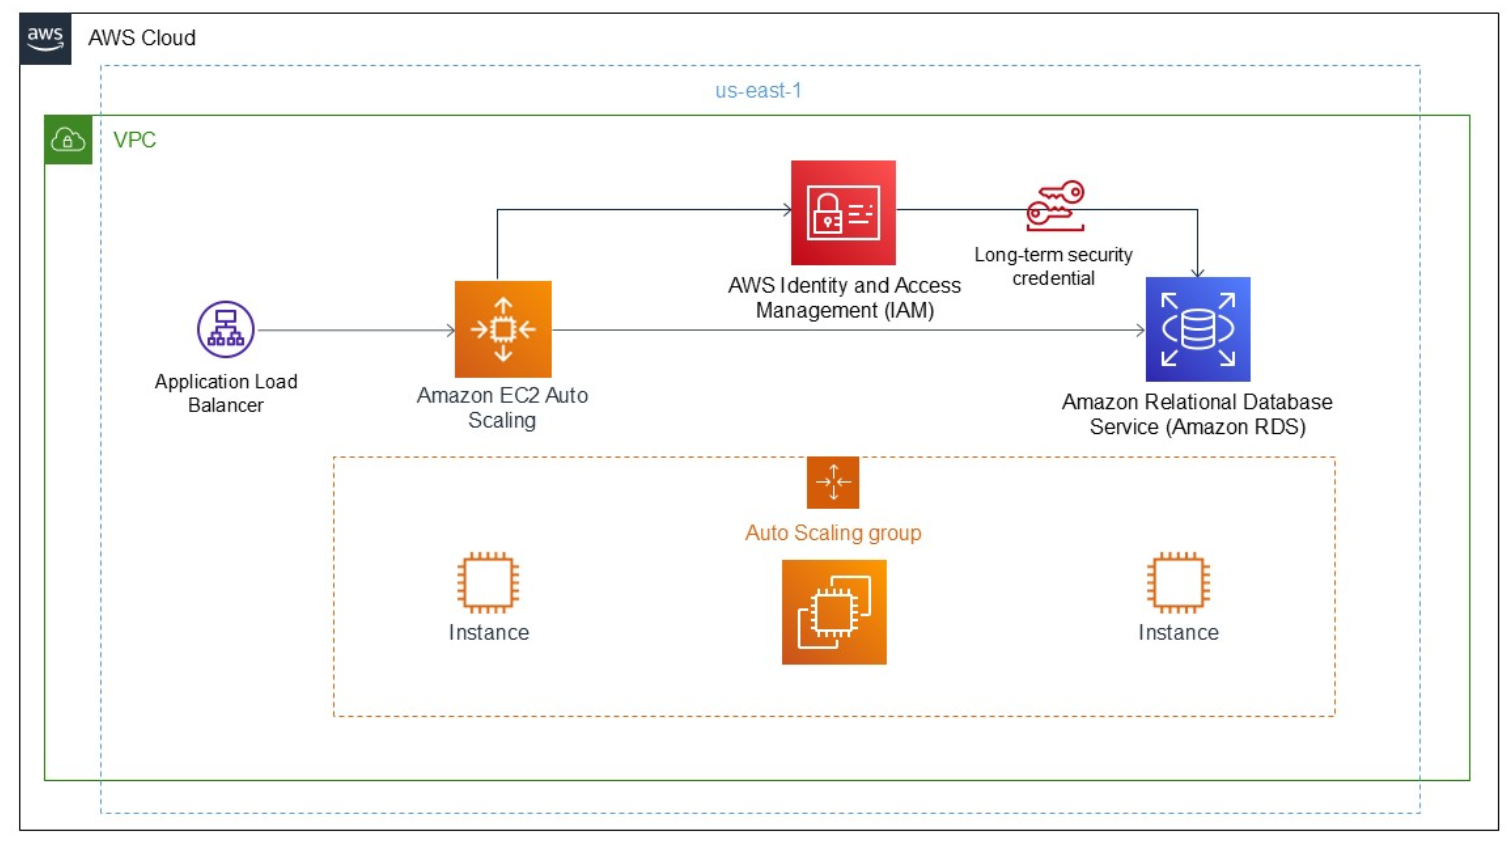 aws
AWS Cloud
us-east-1
VPC
Long-term security
credential
AWS Identity and Access
Management (IAM)
Application Load
Balancer
Amazon EC2 Auto
Scaling
Amazon Relational Database
Service (Amazon RDS)
Auto Scaling group
Instance
Instance